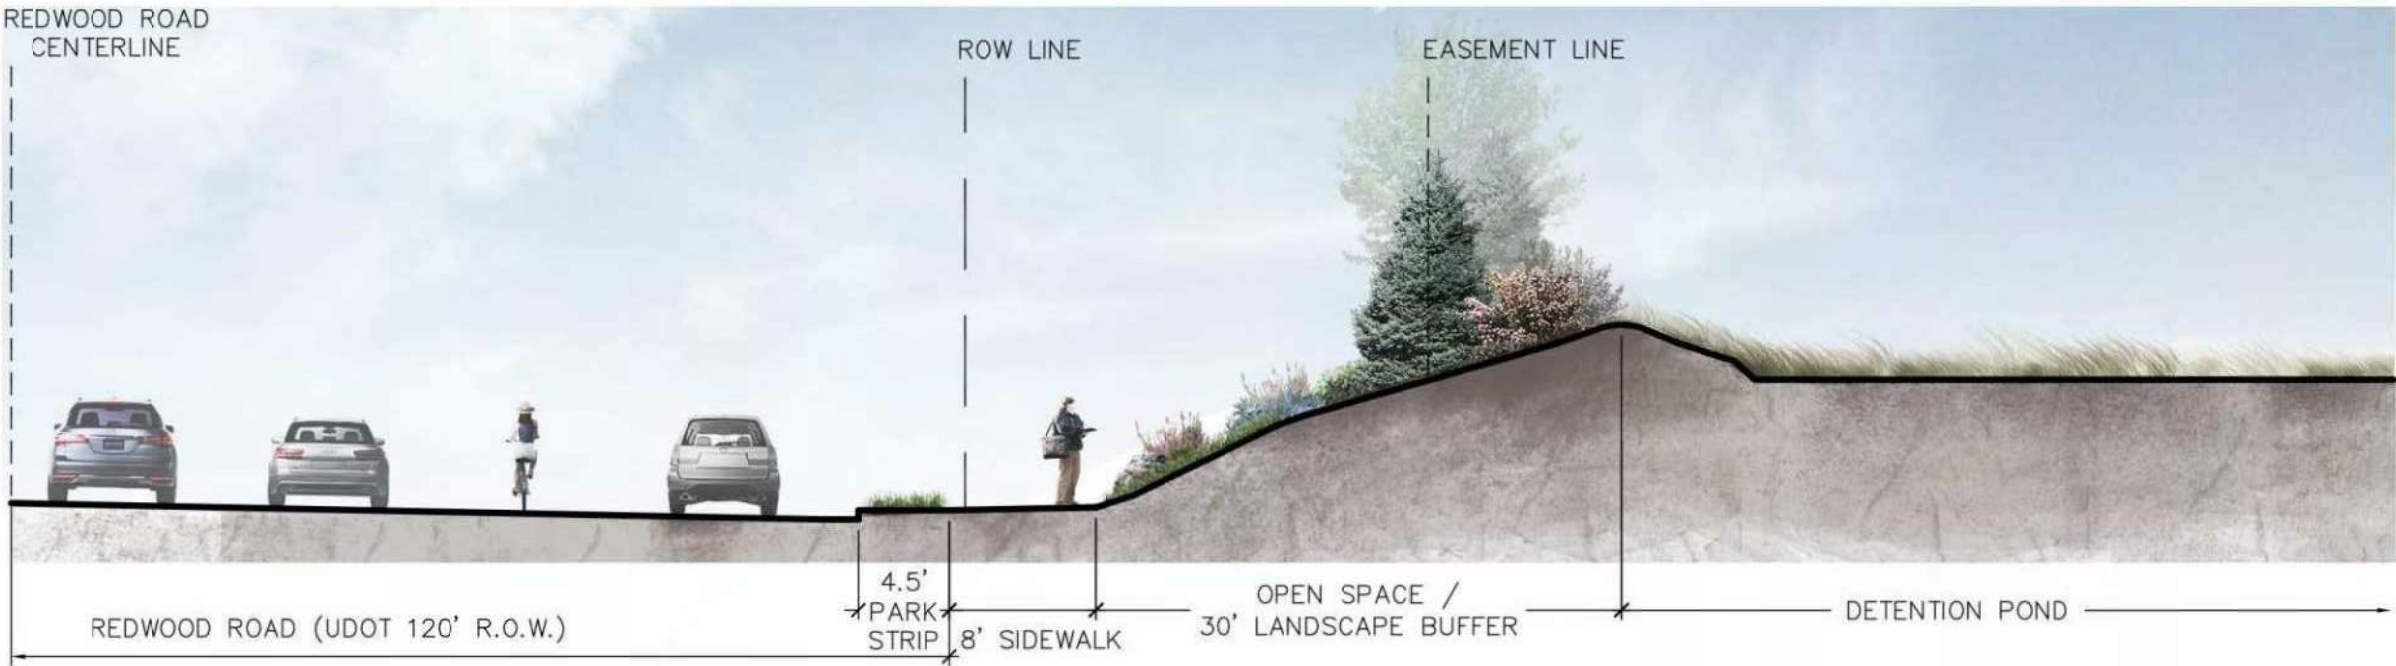 REDWOOD ROAD
CENTERLINE
ROW LINE
EASEMENT LINE
4.5'
PARK
STRIP
8' SIDEWALK
OPEN SPACE /
30' LANDSCAPE BUFFER
DETENTION POND
REDWOOD ROAD (UDOT 120' R.O.W.)